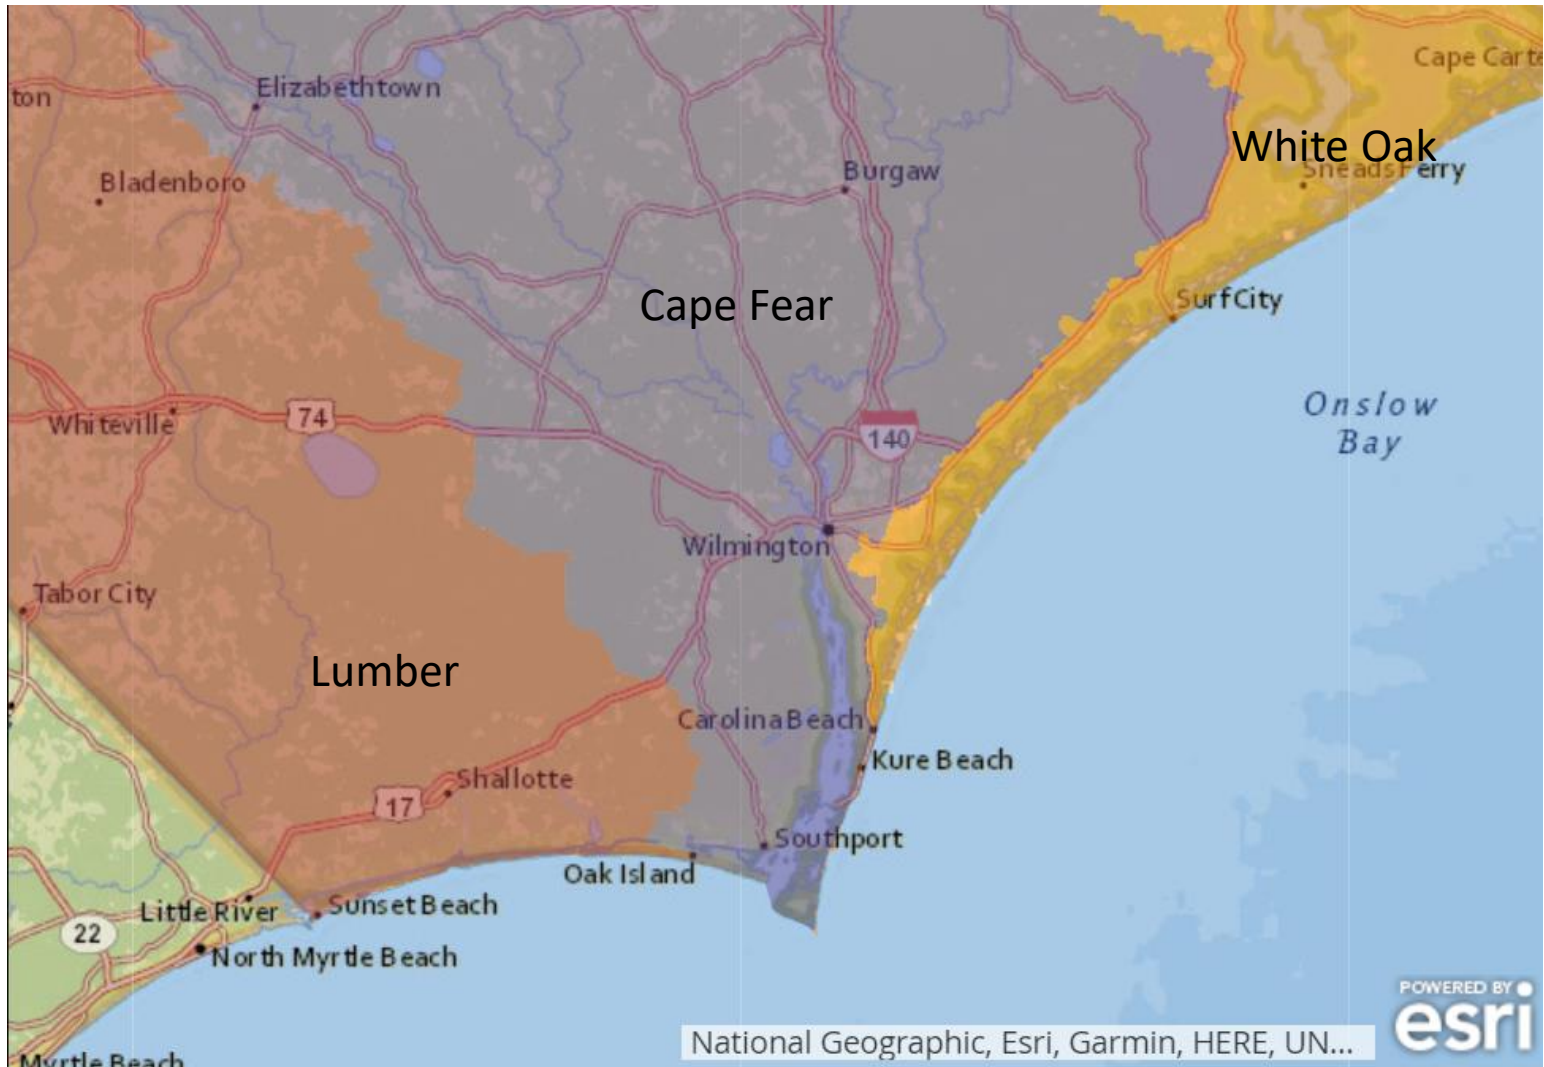 Cape Carte
ton
Elizabethtown
White Oak
Sneads Ferry
Burgaw
Bladenboro
Cape Fear
SurfCity
Onslow
Bay
74
Whiteville
140
Wilmington
Tabor City
Lumber
Carolina Beach
Kure Beach
Shallotte
17
Southport
Oak Island
Sunset Beach
Little River
22
North Myrtle Beach
POWERED BY
esri
National Geographic, Esri, Garmin, HERE, UN...
Myrtle Beach